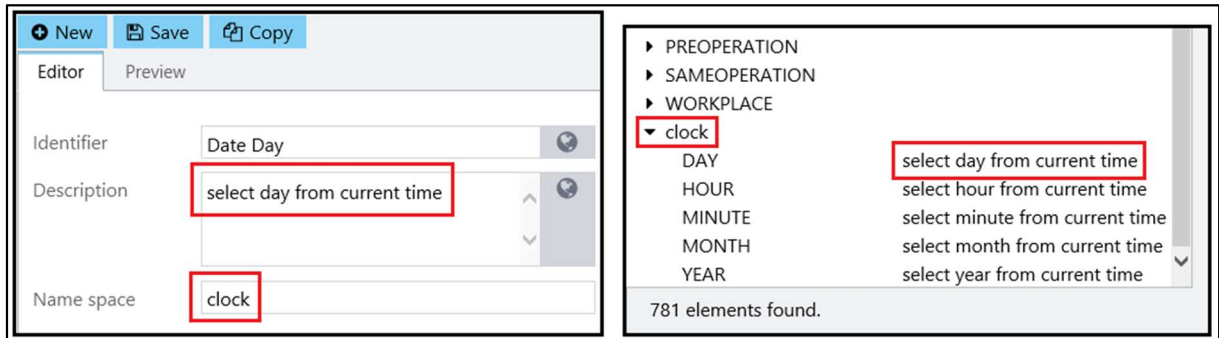 New Save Copy
Editor Preview
Identifier Date Day
Description select day from current time
Name space clock
PREOPERATION
SAMEOPERATION
WORKPLACE
clock
DAY select day from current time
HOUR select hour from current time
MINUTE select minute from current time
MONTH select month from current time
YEAR select year from current time
781 elements found.